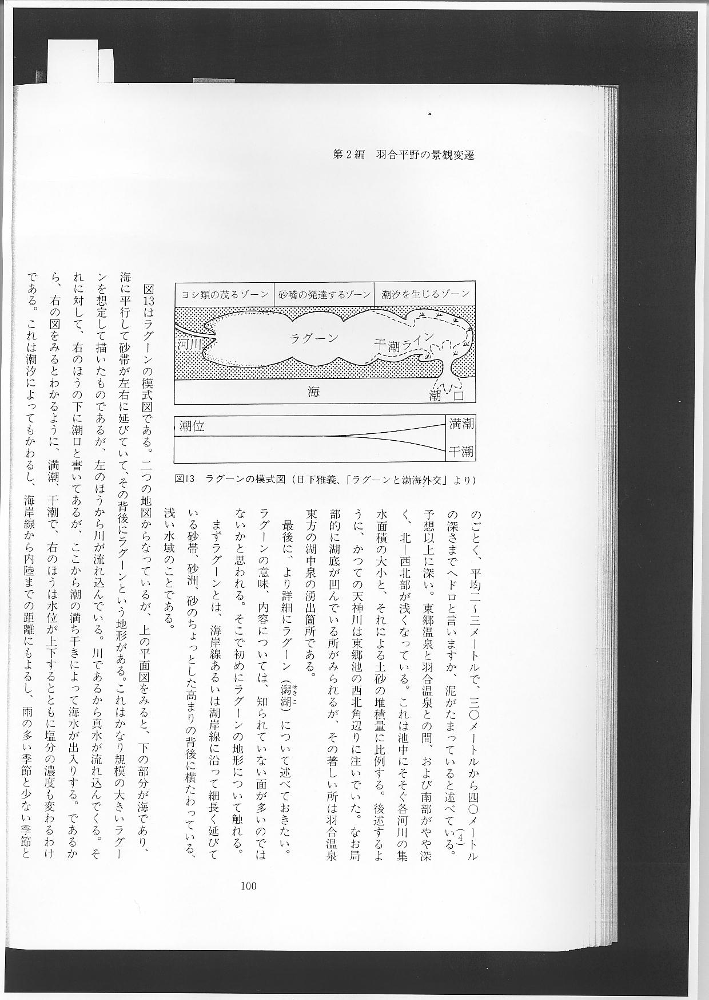 第2編　羽合平野の景観変遷
ヨシ類の茂るゾーン
砂嘴の発達するゾーン
潮汐を生じるゾーン
河川
ラグーン
干潮ライン
海
潮口
潮位
満潮
干潮
図13　ラグーンの模式図（日下雅義、「ラグーンと渤海外交」より）
のごとく、平均二～三メートルで、三〇メートルから四〇メートル
の深さまでヘドロと言いますか、泥がたまっていると述べている。(4)
予想以上に深い。東郷温泉と羽合温泉との間、および南部がやや深
く、北―西北部が浅くなっている。これは池中にそそぐ各河川の集
水面積の大小と、それによる土砂の堆積量に比例する。後述するよ
うに、かつての天神川は東郷池の西北角辺りに注いでいた。なお局
部的に湖底が凹んでいる所がみられるが、その著しい所は羽合温泉
東方の湖中泉の湧出箇所である。
最後に、より詳細にラグーン（潟湖）について述べておきたい。
せきこ
ラグーンの意味、内容については、知られていない面が多いのでは
ないかと思われる。そこで初めにラグーンの地形について触れる。
まずラグーンとは、海岸線あるいは湖岸線に沿って細長く延びて
いる砂帯、砂洲、砂のちょっとした高まりの背後に横たわっている、
浅い水域のことである。
図13はラグーンの模式図である。二つの地図からなっているが、上の平面図をみると、下の部分が海であり、
海に平行して砂帯が左右に延びていて、その背後にラグーンという地形がある。これはかなり規模の大きいラグー
ンを想定して描いたものであるが、左のほうから川が流れ込んでいる。川であるから真水が流れ込んでくる。そ
れに対して、右のほうの下に潮口と書いてあるが、ここから潮の満ち干きによって海水が出入りする。であるか
ら、右の図をみるとわかるように、満潮、干潮で、右のほうは水位が上下するとともに塩分の濃度も変わるわけ
である。これは潮汐によってもかわるし、海岸線から内陸までの距離にもよるし、雨の多い季節と少ない季節と
100